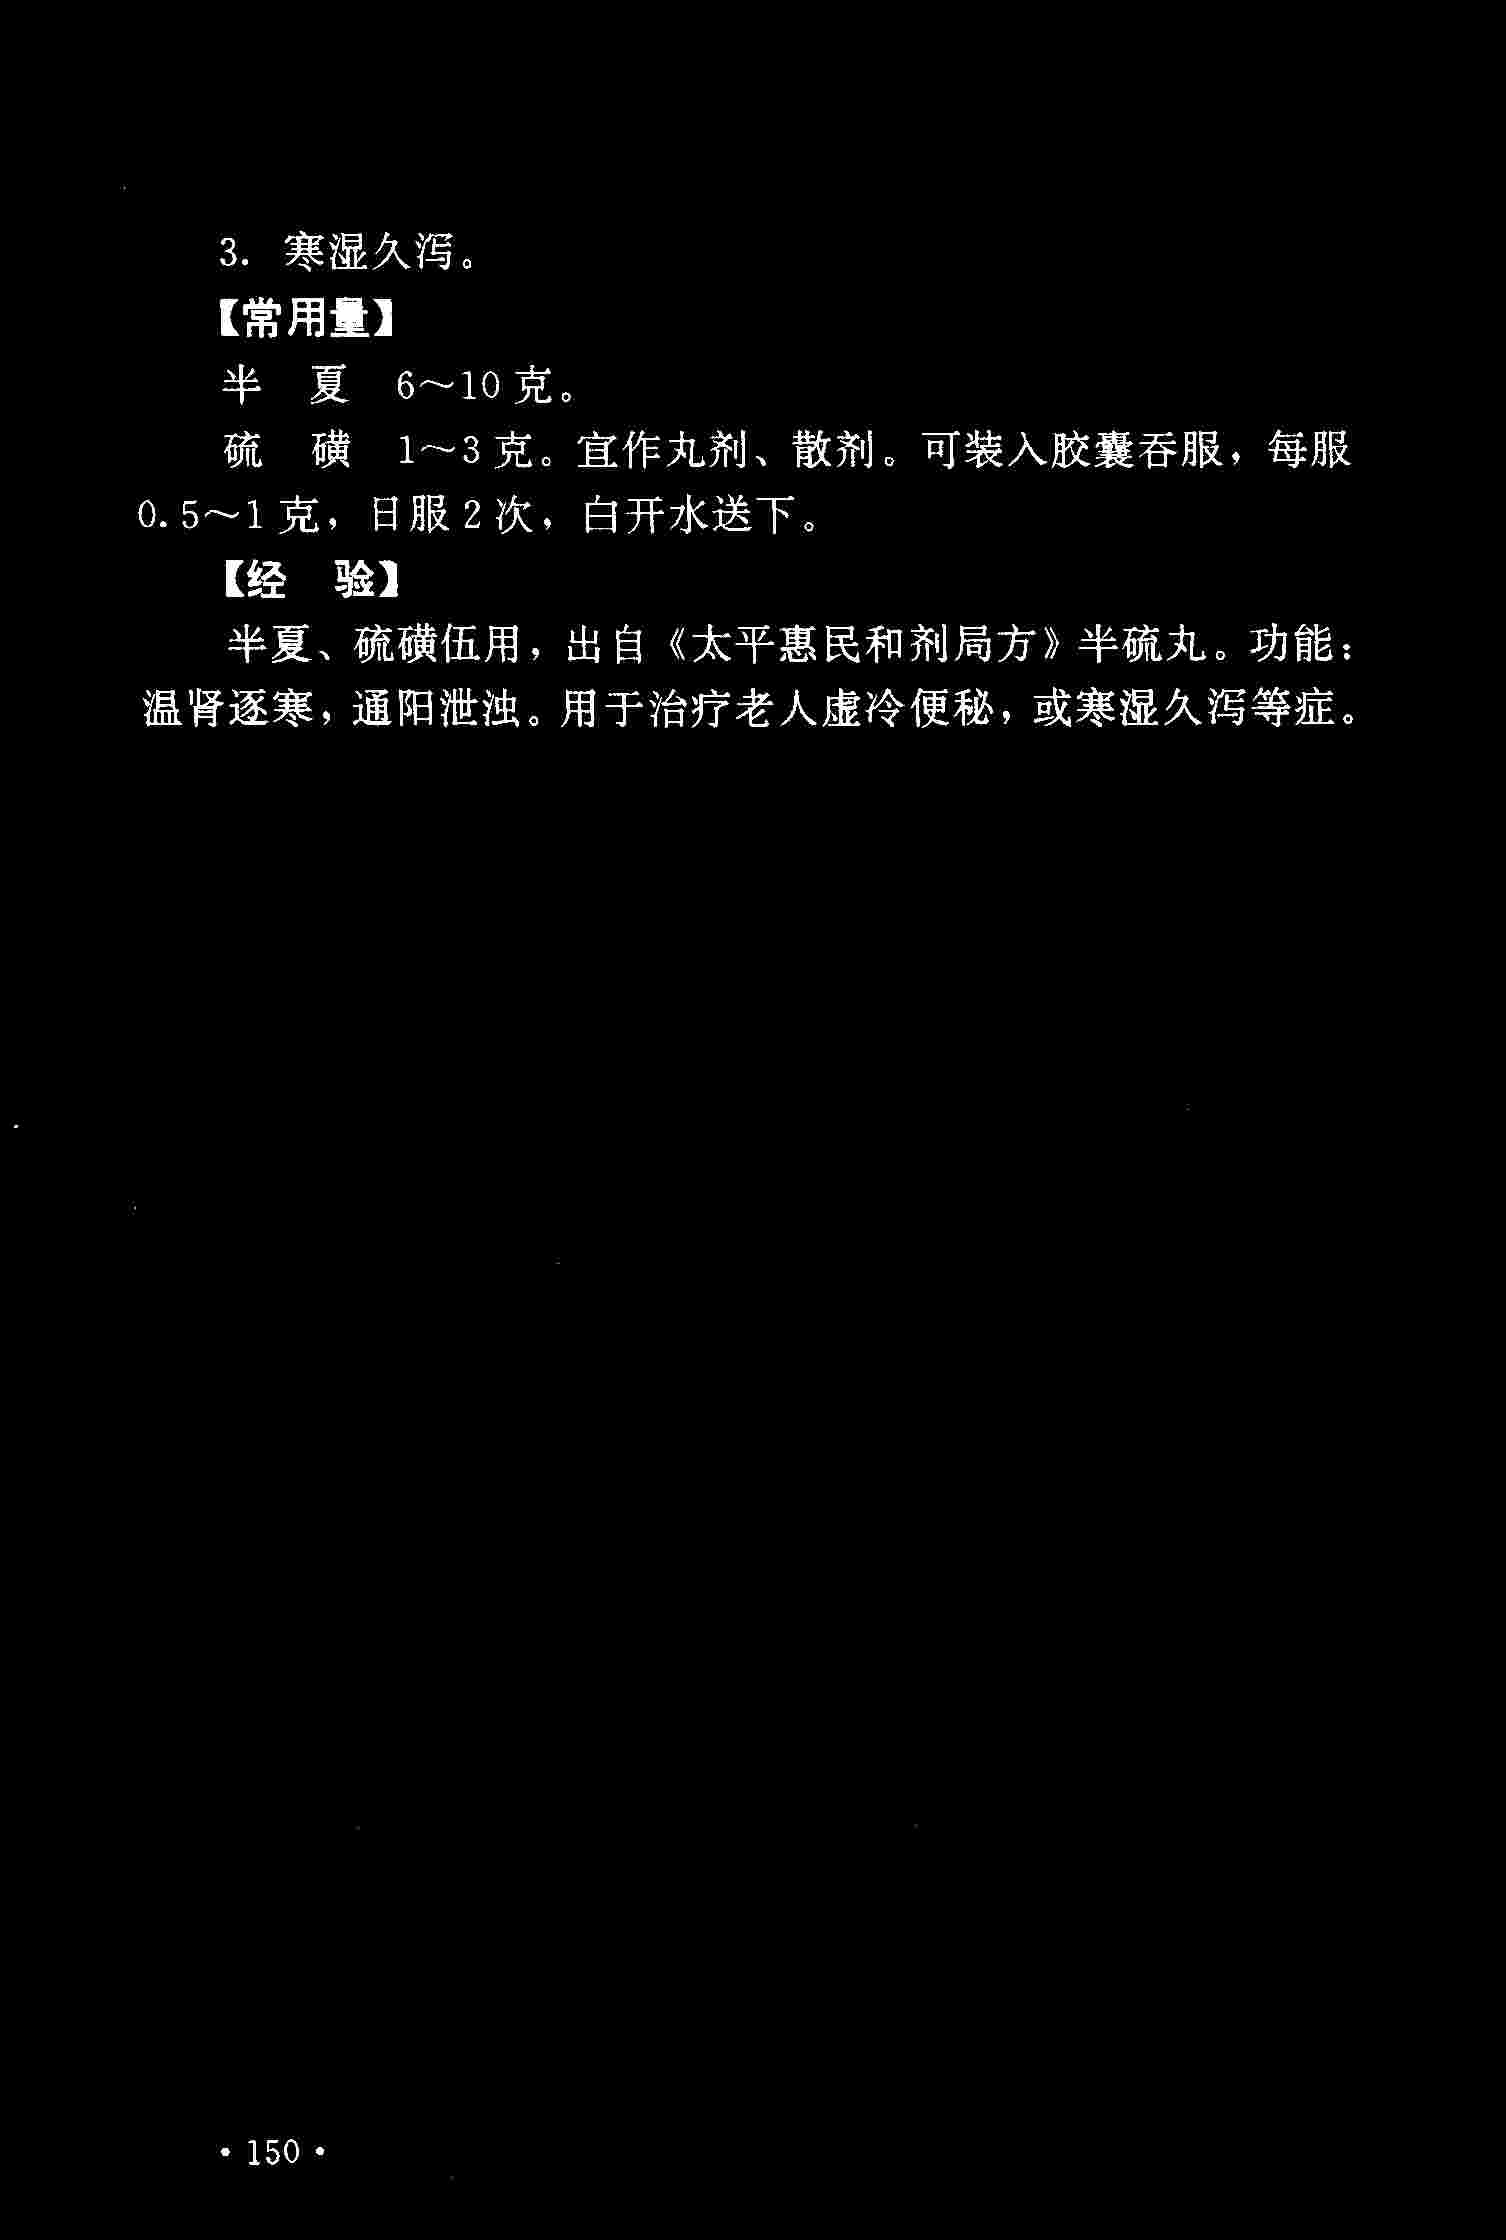 3. 寒湿久泻。
【常用量】
半　夏　6～10克。
硫　磺　1～3克。宜作丸剂、散剂。可装入胶囊吞服，每服
0.5～1克，日服2次，白开水送下。
【经　验】
半夏、硫磺伍用，出自《太平惠民和剂局方》半硫丸。功能：
温肾逐寒，通阳泄浊。用于治疗老人虚冷便秘，或寒湿久泻等症。
·150·